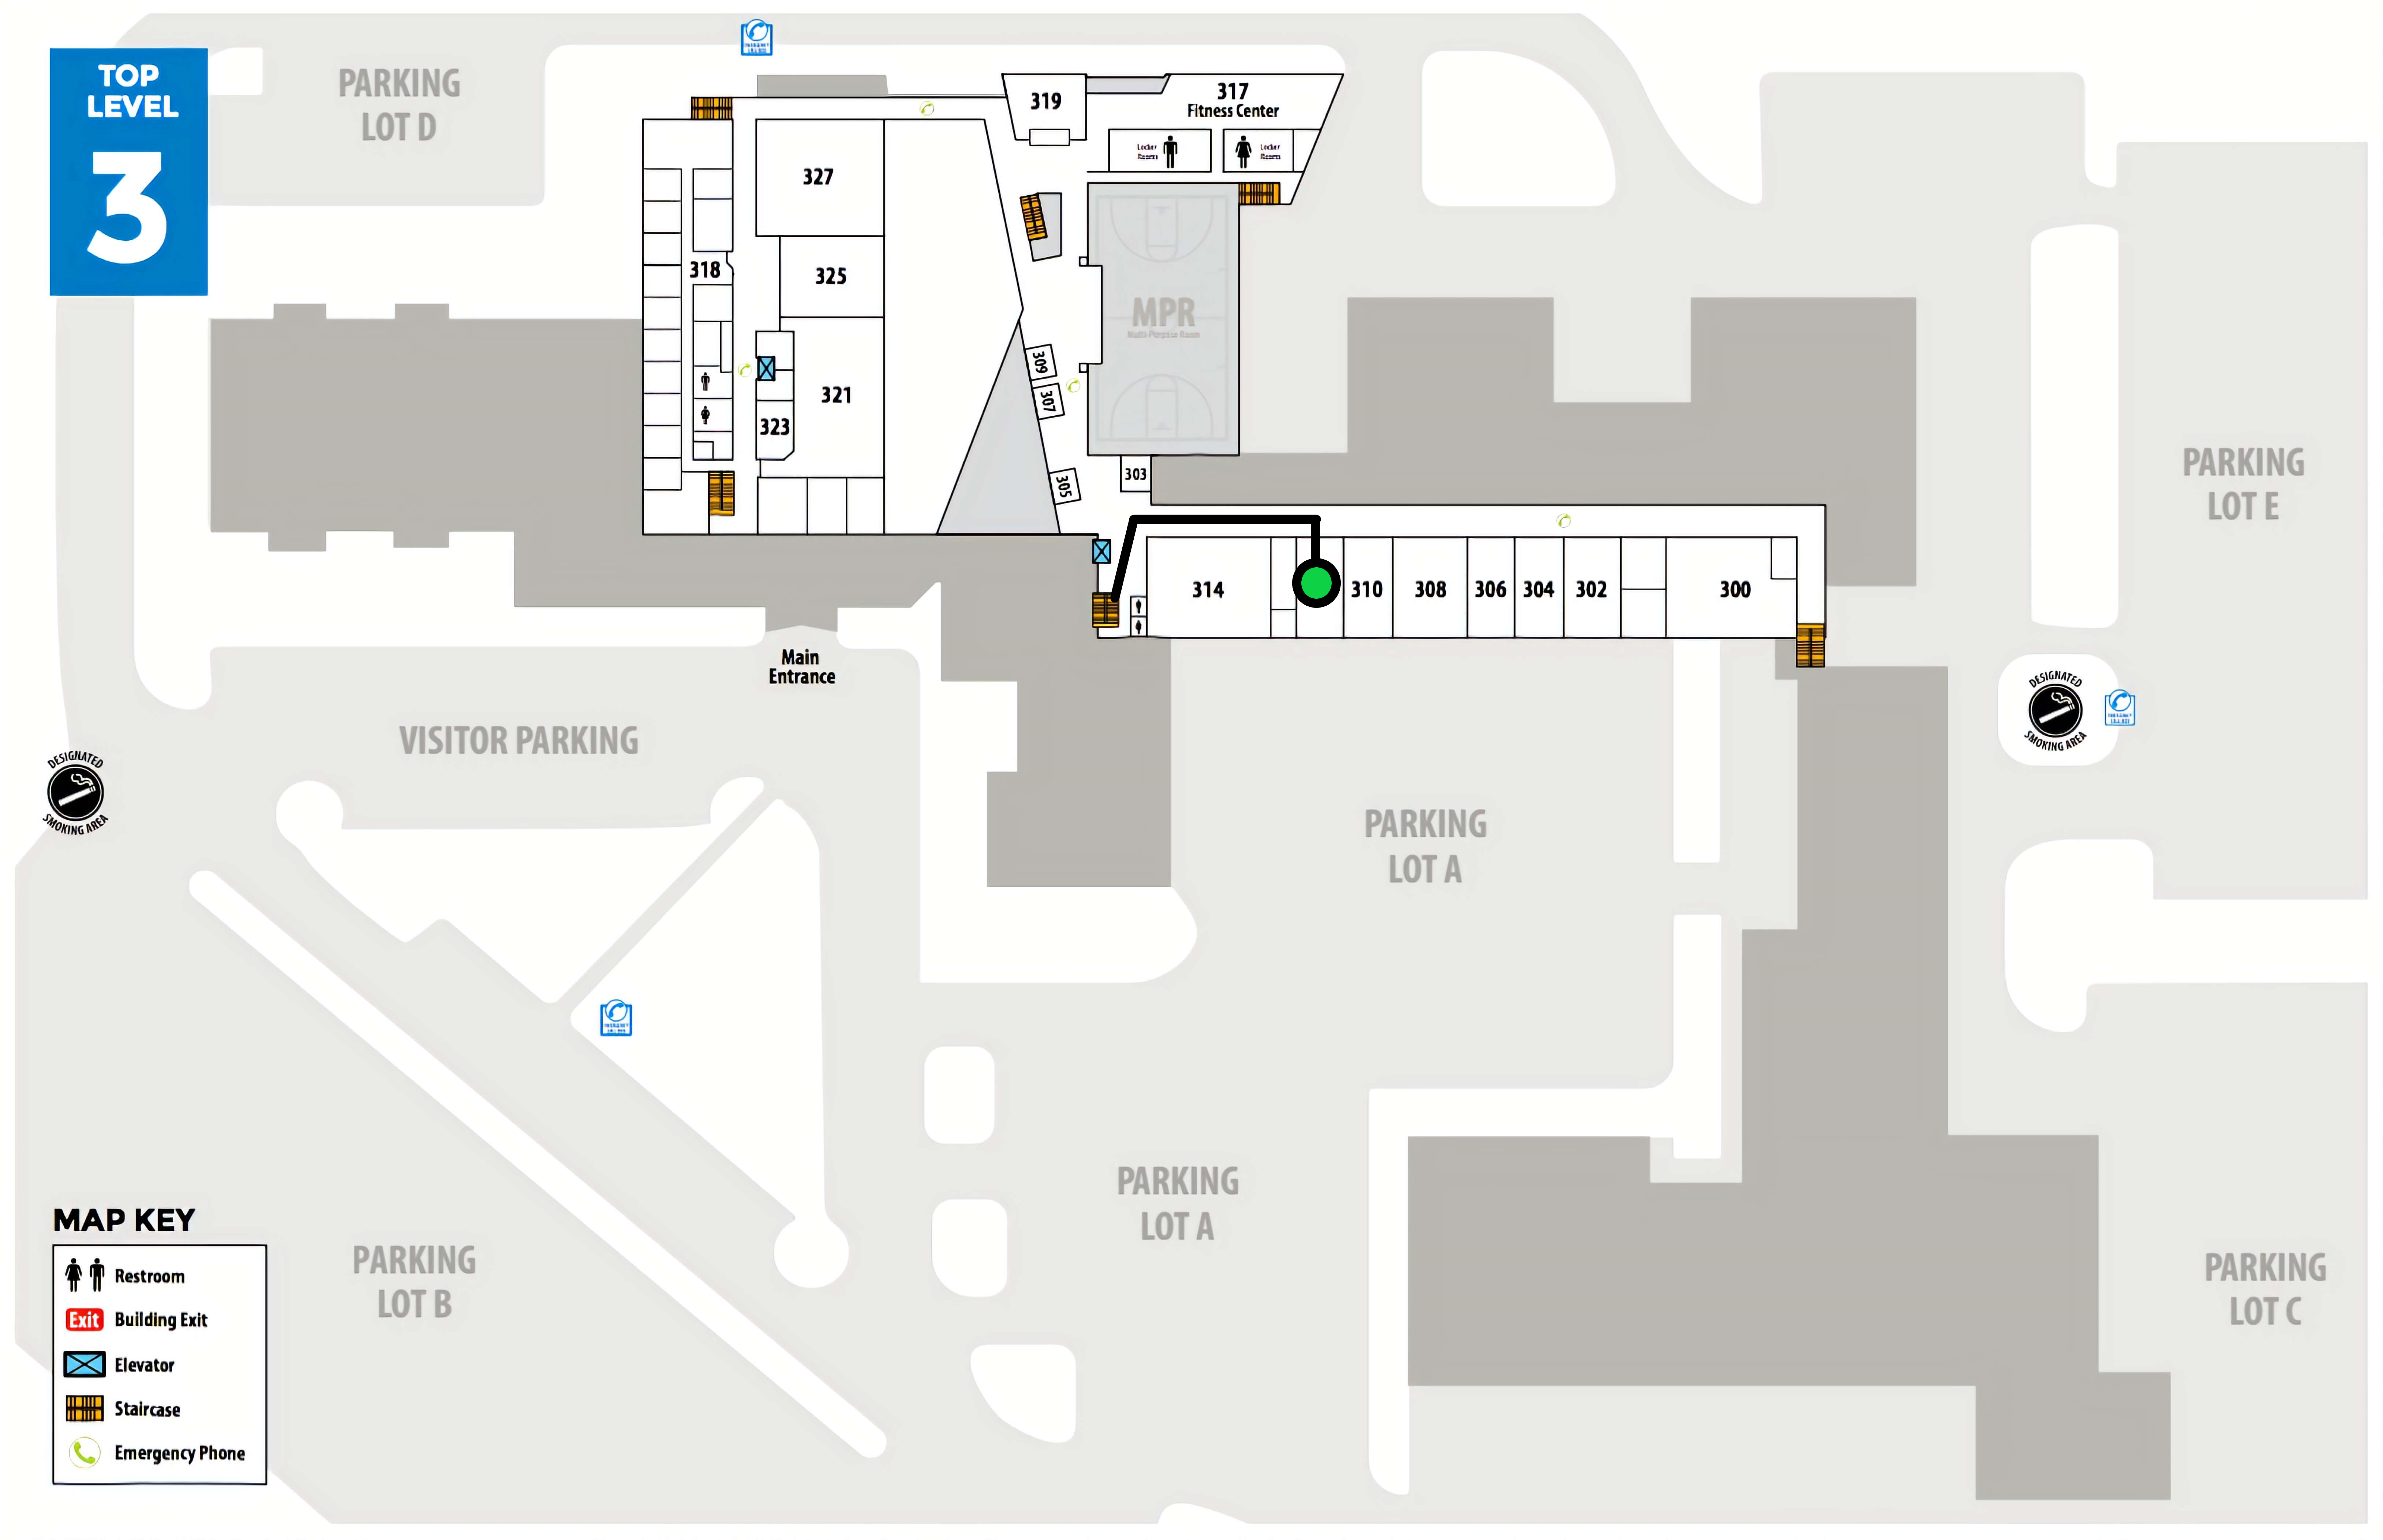 TOP
LEVEL
3
PARKING
LOT D
319
317
Fitness Center
Locker
Rooms
Locker
Rooms
327
318
325
MPR
Multi-Purpose Room
309
307
321
323
305
303
PARKING
LOT E
314
310
308
306
304
302
300
Main
Entrance
DESIGNATED
SMOKING AREA
VISITOR PARKING
DESIGNATED
SMOKING AREA
PARKING
LOT A
PARKING
LOT A
PARKING
LOT B
PARKING
LOT C
MAP KEY
Restroom
Exit Building Exit
Elevator
Staircase
Emergency Phone